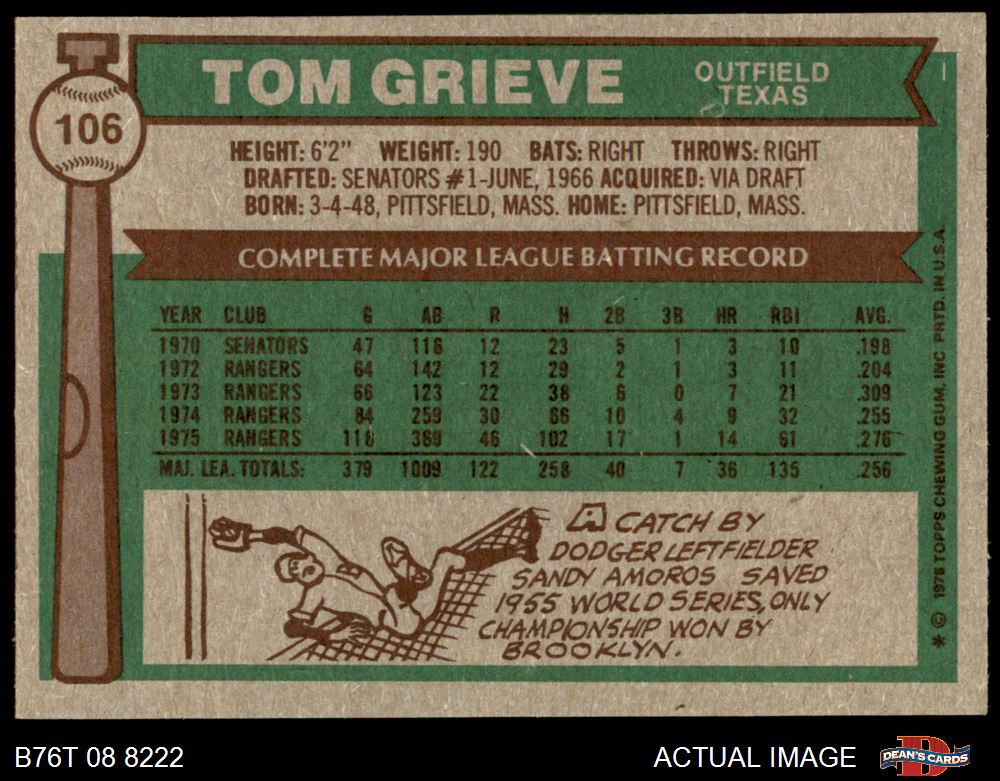 TOM GRIEVE
OUTFIELD
TEXAS
106
HEIGHT: 6'2" WEIGHT: 190 BATS: RIGHT THROWS: RIGHT
DRAFTED: SENATORS #1-JUNE, 1966 ACQUIRED: VIA DRAFT
BORN: 3-4-48, PITTSFIELD, MASS. HOME: PITTSFIELD, MASS.
COMPLETE MAJOR LEAGUE BATTING RECORD
YEAR CLUB G AB R H 2B 3B HR RBI AVG.
1970 SENATORS 47 116 12 23 5 1 3 10 .198
1972 RANGERS 64 142 12 29 2 1 3 11 .204
1973 RANGERS 66 123 22 38 6 0 7 21 .309
1974 RANGERS 84 259 30 66 10 4 9 32 .255
1975 RANGERS 118 369 46 102 17 1 14 61 .276
MAJ. LEA. TOTALS: 379 1009 122 258 40 7 36 135 .256
A CATCH BY
DODGER LEFTFIELDER
SANDY AMOROS SAVED
1955 WORLD SERIES, ONLY
CHAMPIONSHIP WON BY
BROOKLYN.
* © 1976 TOPPS CHEWING GUM, INC. PRTD. IN U.S.A.
B76T 08 8222
ACTUAL IMAGE
DEAN'S CARDS